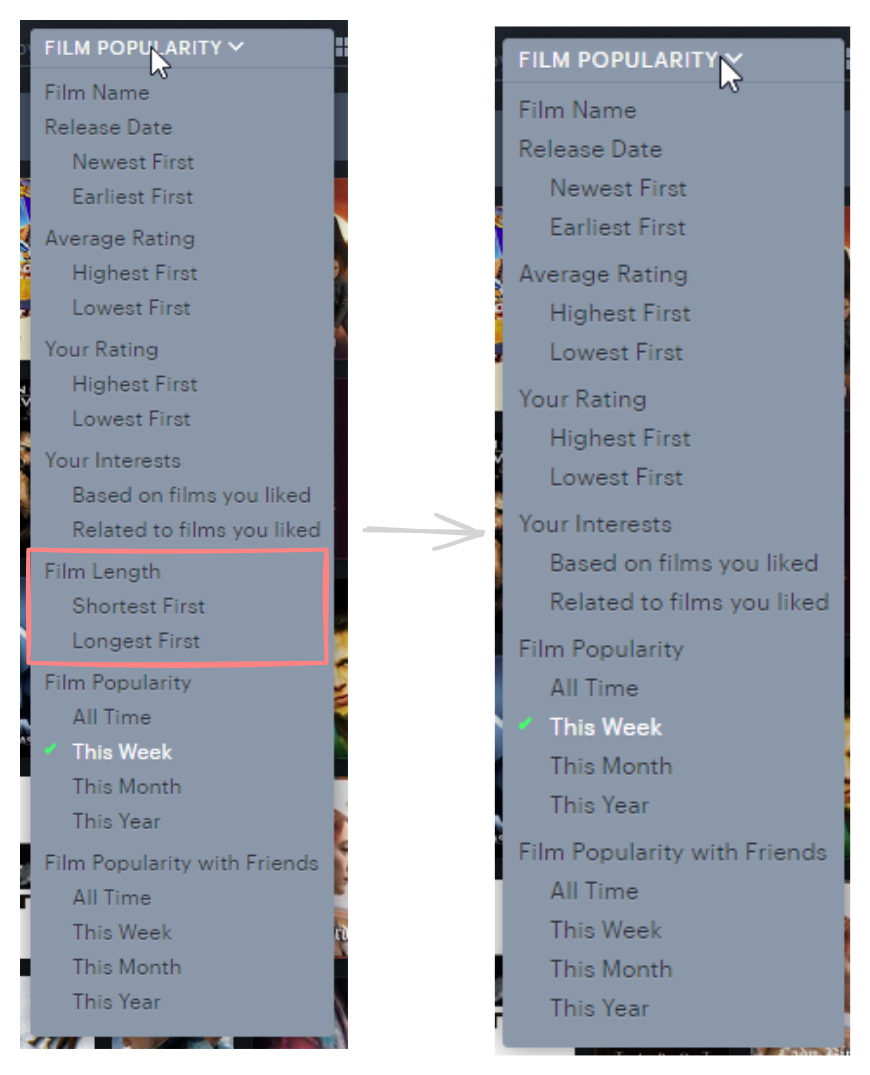 FILM POPULARITY
Film Name
Release Date
Newest First
Earliest First
Average Rating
Highest First
Lowest First
Your Rating
Highest First
Lowest First
Your Interests
Based on films you liked
Related to films you liked
Film Length
Shortest First
Longest First
Film Popularity
All Time
This Week
This Month
This Year
Film Popularity with Friends
All Time
This Week
This Month
This Year
FILM POPULARITY
Film Name
Release Date
Newest First
Earliest First
Average Rating
Highest First
Lowest First
Your Rating
Highest First
Lowest First
Your Interests
Based on films you liked
Related to films you liked
Film Popularity
All Time
This Week
This Month
This Year
Film Popularity with Friends
All Time
This Week
This Month
This Year